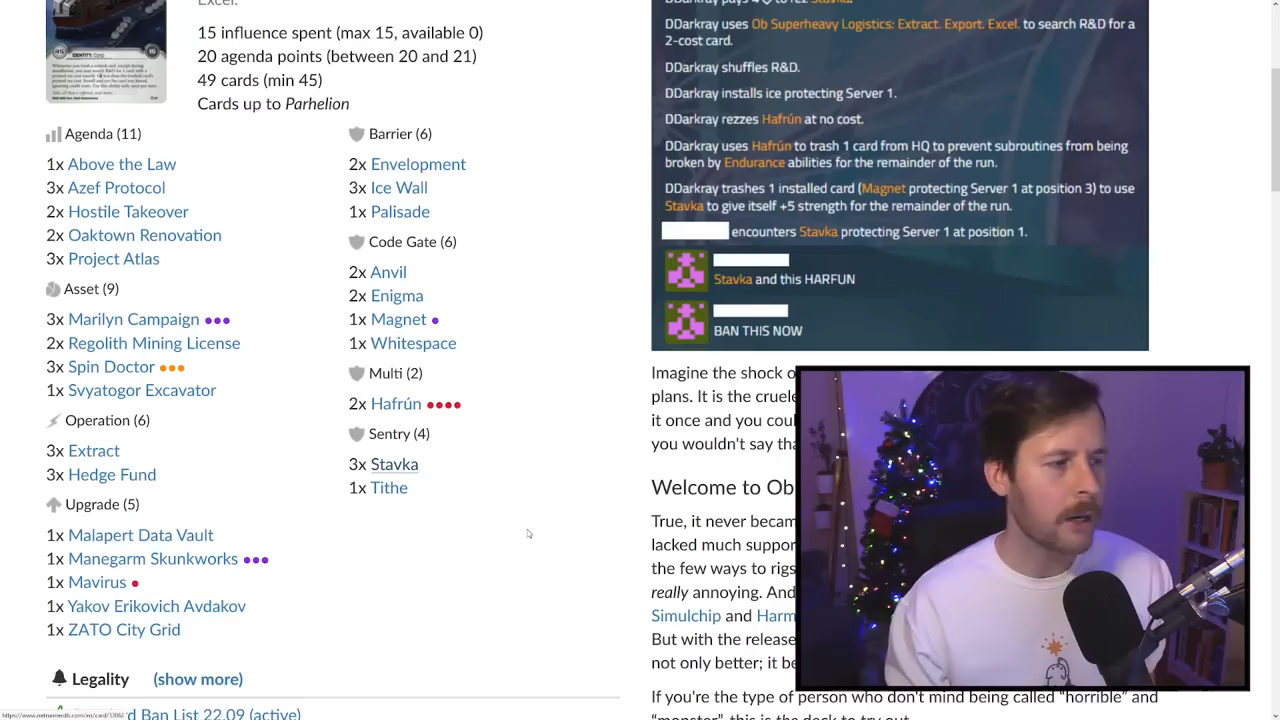 Excel.
15 influence spent (max 15, available 0)
20 agenda points (between 20 and 21)
49 cards (min 45)
Cards up to Parhelion
45
IDENTITY: Corp
15
Agenda (11)
1x Above the Law
3x Azef Protocol
2x Hostile Takeover
2x Oaktown Renovation
3x Project Atlas
Asset (9)
3x Marilyn Campaign
2x Regolith Mining License
3x Spin Doctor
1x Svyatogor Excavator
Operation (6)
3x Extract
3x Hedge Fund
Upgrade (5)
1x Malapert Data Vault
1x Manegarm Skunkworks
1x Mavirus
1x Yakov Erikovich Avdakov
1x ZATO City Grid
Barrier (6)
2x Envelopment
3x Ice Wall
1x Palisade
Code Gate (6)
2x Anvil
2x Enigma
1x Magnet
1x Whitespace
Multi (2)
2x Hafrún
Sentry (4)
3x Stavka
1x Tithe
Legality (show more)
d Ban List 22.09 (active)
DDarkray uses Ob Superheavy Logistics: Extract. Export. Excel. to search R&D for a
2-cost card.
DDarkray shuffles R&D.
DDarkray installs ice protecting Server 1.
DDarkray rezzes Hafrún at no cost.
DDarkray uses Hafrún to trash 1 card from HQ to prevent subroutines from being
broken by Endurance abilities for the remainder of the run.
DDarkray trashes 1 installed card (Magnet protecting Server 1 at position 3) to use
Stavka to give itself +5 strength for the remainder of the run.
encounters Stavka protecting Server 1 at position 1.
Stavka and this HARFUN
BAN THIS NOW
Imagine the shock o
plans. It is the cruele
it once and you coul
you wouldn't say tha
Welcome to Ob
True, it never becam
lacked much suppor
the few ways to rigs
really annoying. And
Simulchip and Harm
But with the release
not only better; it be
If you're the type of person who don't mind being called "horrible" and
"monster", this is the deck to try out.
https://www.netrunnerdb.com/en/card/33062